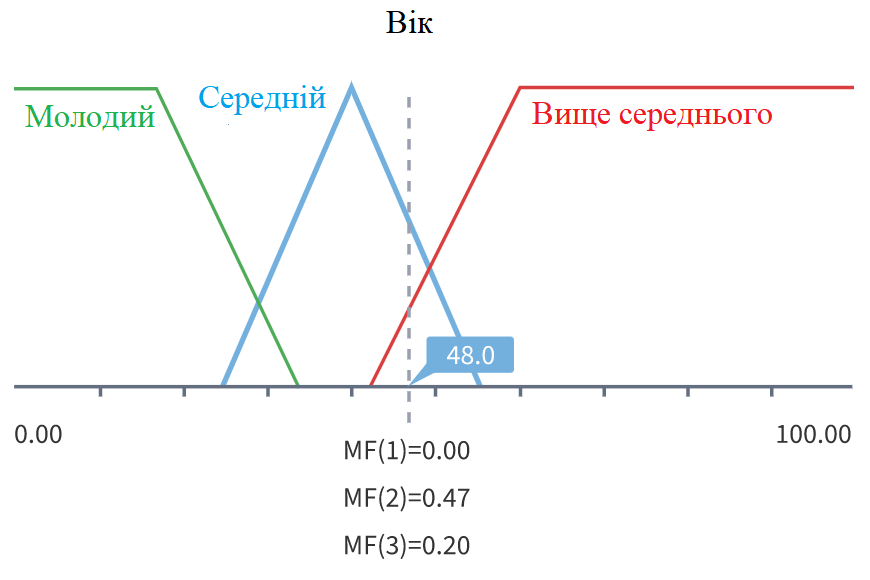 Вік
Середній
Молодий
Вище середнього
48.0
0.00
100.00
MF(1)=0.00
MF(2)=0.47
MF(3)=0.20